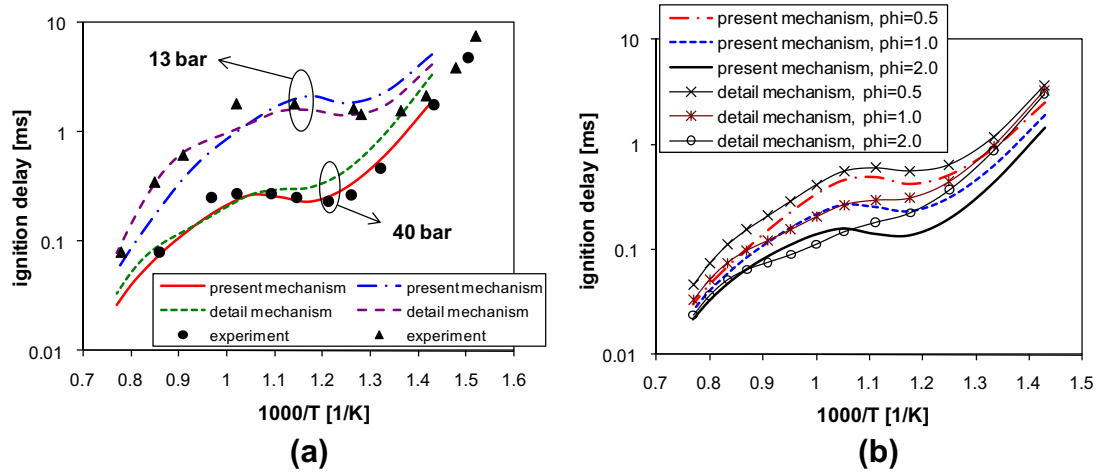 10
1
0.1
0.01
ignition delay [ms]
13 bar
40 bar
present mechanism
present mechanism
detail mechanism
detail mechanism
experiment
experiment
0.7 0.8 0.9 1 1.1 1.2 1.3 1.4 1.5 1.6
1000/T [1/K]
(a)
present mechanism, phi=0.5
present mechanism, phi=1.0
present mechanism, phi=2.0
detail mechanism, phi=0.5
detail mechanism, phi=1.0
detail mechanism, phi=2.0
10
1
0.1
0.01
ignition delay [ms]
0.7 0.8 0.9 1 1.1 1.2 1.3 1.4 1.5
1000/T [1/K]
(b)